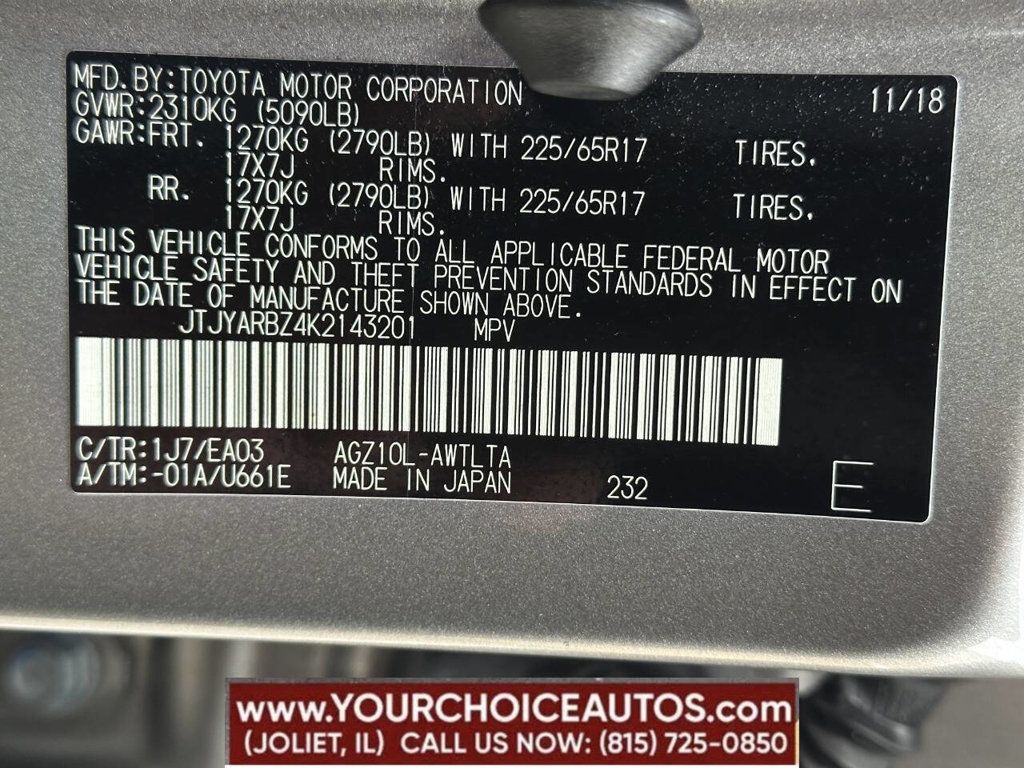 MFD. BY: TOYOTA MOTOR CORPORATION 11/18
GVWR: 2310KG (5090LB)
GAWR: FRT. 1270KG (2790LB) WITH 225/65R17 TIRES.
17X7J RIMS.
RR. 1270KG (2790LB) WITH 225/65R17 TIRES.
17X7J RIMS.
THIS VEHICLE CONFORMS TO ALL APPLICABLE FEDERAL MOTOR
VEHICLE SAFETY AND THEFT PREVENTION STANDARDS IN EFFECT ON
THE DATE OF MANUFACTURE SHOWN ABOVE.
JTJYARBZ4K2143201 MPV
C/TR: 1J7/EA03 AGZ10L-AWTLTA
A/TM: -01A/U661E MADE IN JAPAN 232 E
www.YOURCHOICEAUTOS.com
(JOLIET, IL) CALL US NOW: (815) 725-0850